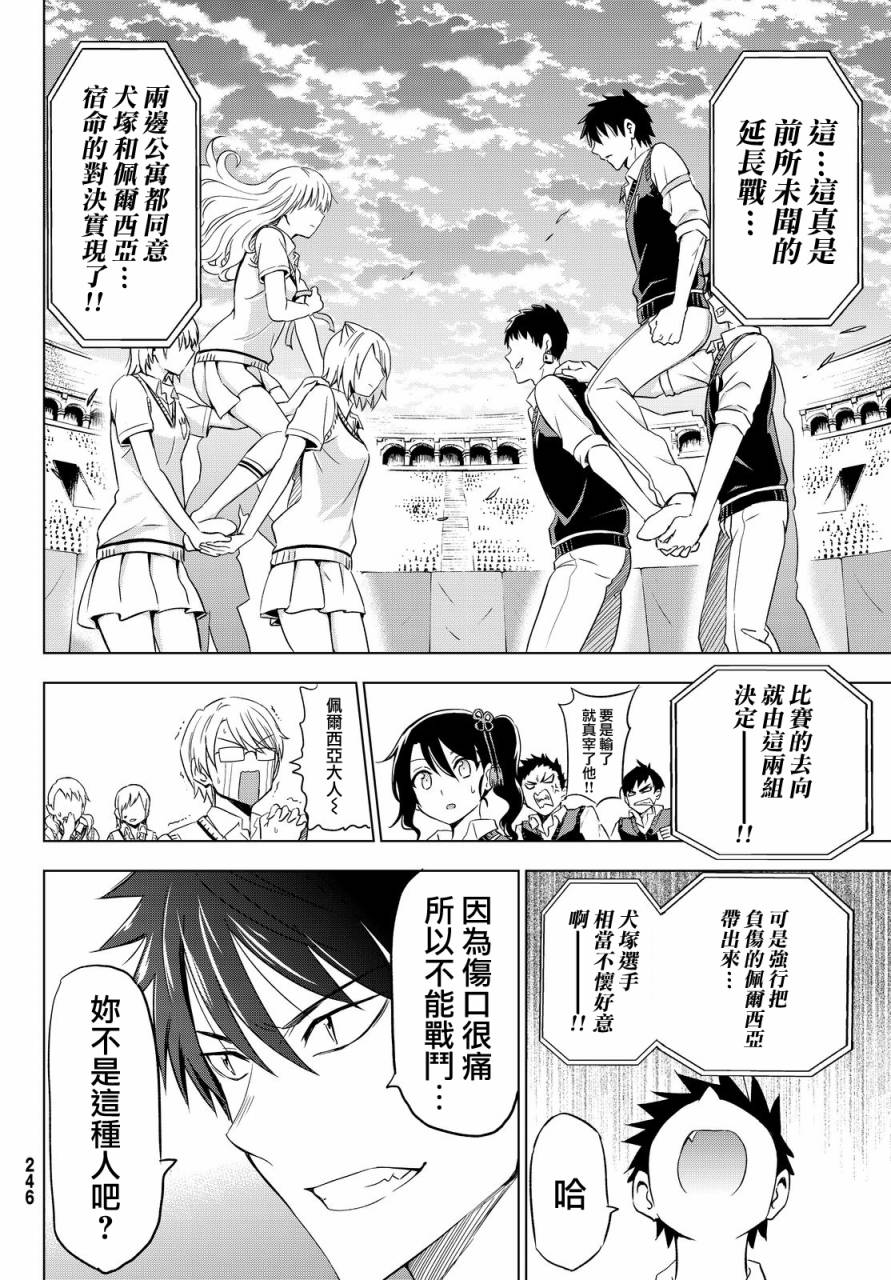 這…這真是
前所未聞的
延長戰…
兩邊公寓都同意
犬塚和佩爾西亞…
宿命的對決實現了!!
比賽的去向
就由這兩組
決定——!!
要是輸了
就真宰了他!!
佩爾西亞大人~
可是強行把
負傷的佩爾西亞
帶出來…
犬塚選手
相當不懷好意
啊——!!
哈
因為傷口很痛
所以不能戰鬥…
妳不是這種人吧?
246